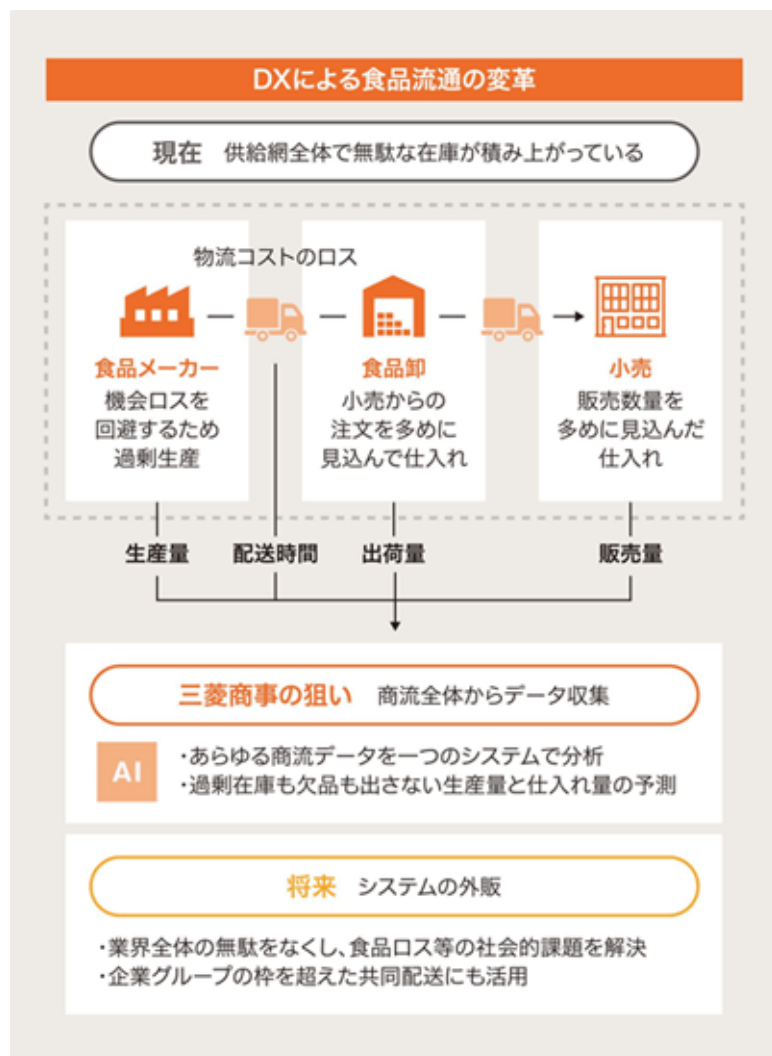 DXによる食品流通の変革
現在 供給網全体で無駄な在庫が積み上がっている
物流コストのロス
食品メーカー
機会ロスを
回避するため
過剰生産
食品卸
小売からの
注文を多めに
見込んで仕入れ
小売
販売数量を
多めに見込んだ
仕入れ
生産量 配送時間 出荷量 販売量
三菱商事の狙い 商流全体からデータ収集
AI
・あらゆる商流データを一つのシステムで分析
・過剰在庫も欠品も出さない生産量と仕入れ量の予測
将来 システムの外販
・業界全体の無駄をなくし、食品ロス等の社会的課題を解決
・企業グループの枠を超えた共同配送にも活用